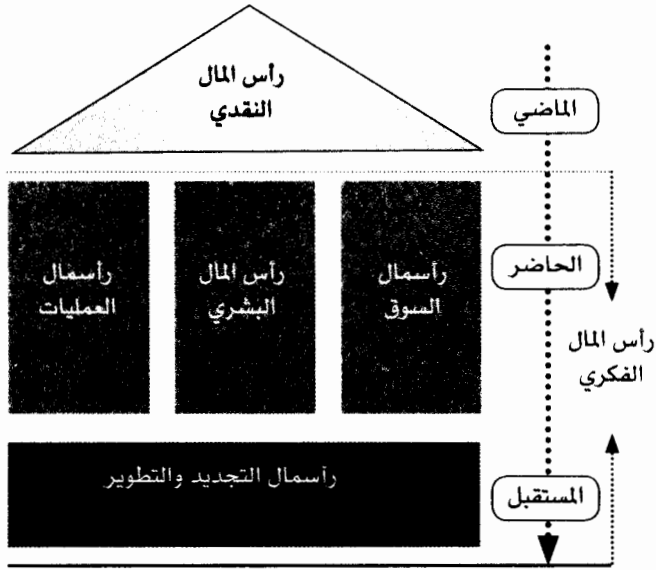 رأس المال
النقدي
الماضي
رأسمال
السوق
رأس المال
البشري
رأسمال
العمليات
الحاضر
رأس المال
الفكري
رأسمال التجديد والتطوير
المستقبل